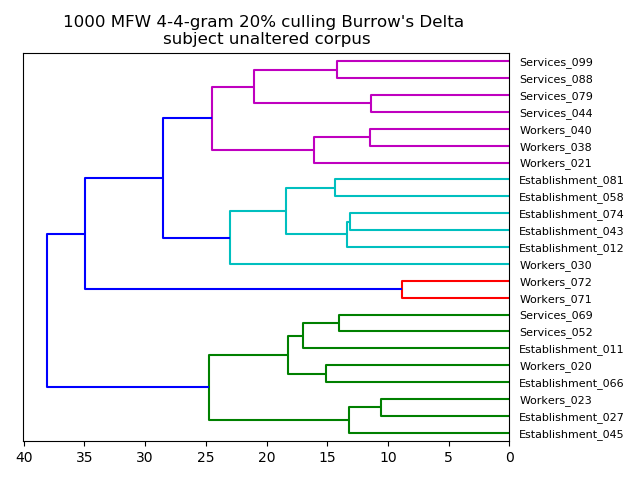 1000 MFW 4-4-gram 20% culling Burrow's Delta
subject unaltered corpus
Services_099
Services_088
Services_079
Services_044
Workers_040
Workers_038
Workers_021
Establishment_081
Establishment_058
Establishment_074
Establishment_043
Establishment_012
Workers_030
Workers_072
Workers_071
Services_069
Services_052
Establishment_011
Workers_020
Establishment_066
Workers_023
Establishment_027
Establishment_045
40 35 30 25 20 15 10 5 0